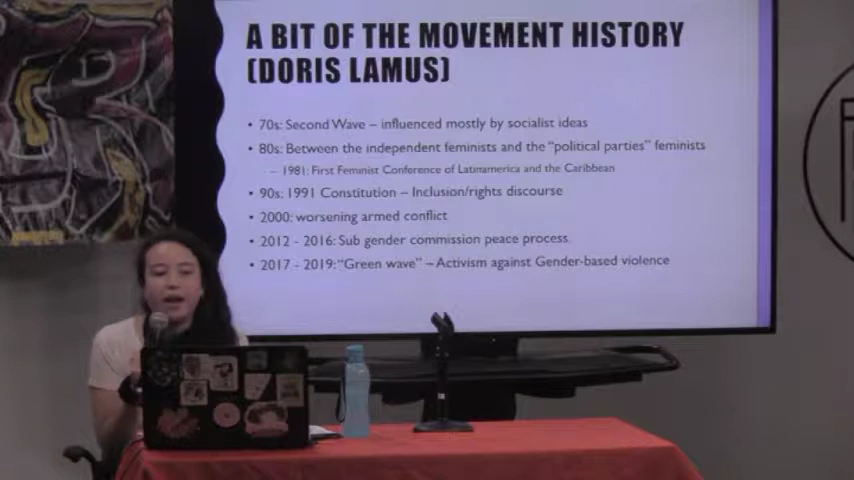 A BIT OF THE MOVEMENT HISTORY
(DORIS LAMUS)
• 70s: Second Wave – influenced mostly by socialist ideas
• 80s: Between the independent feminists and the "political parties" feminists
– 1981: First Feminist Conference of Latinamerica and the Caribbean
• 90s: 1991 Constitution – Inclusion/rights discourse
• 2000: worsening armed conflict
• 2012 - 2016: Sub gender commission peace process
• 2017 - 2019: "Green wave" – Activism against Gender-based violence